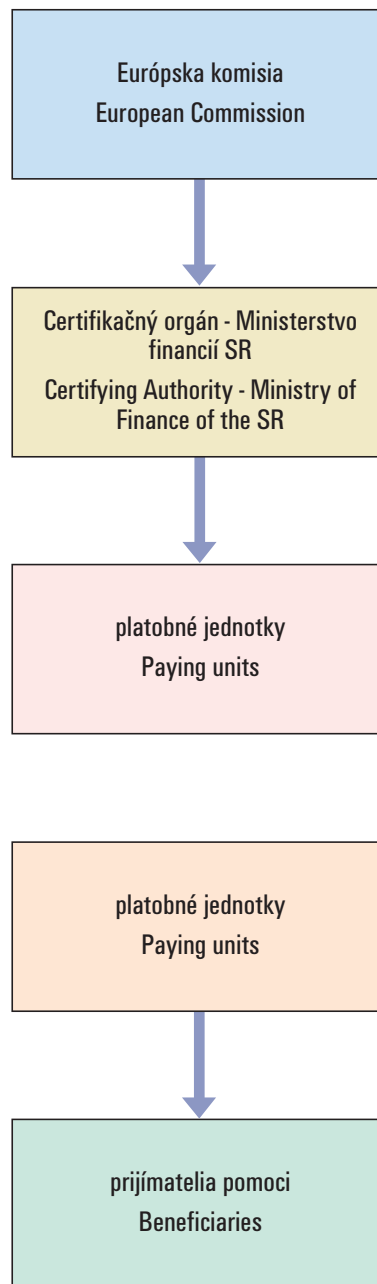 Európska komisia
European Commission
Certifikačný orgán - Ministerstvo
financií SR
Certifying Authority - Ministry of
Finance of the SR
platobné jednotky
Paying units
platobné jednotky
Paying units
prijímatelia pomoci
Beneficiaries